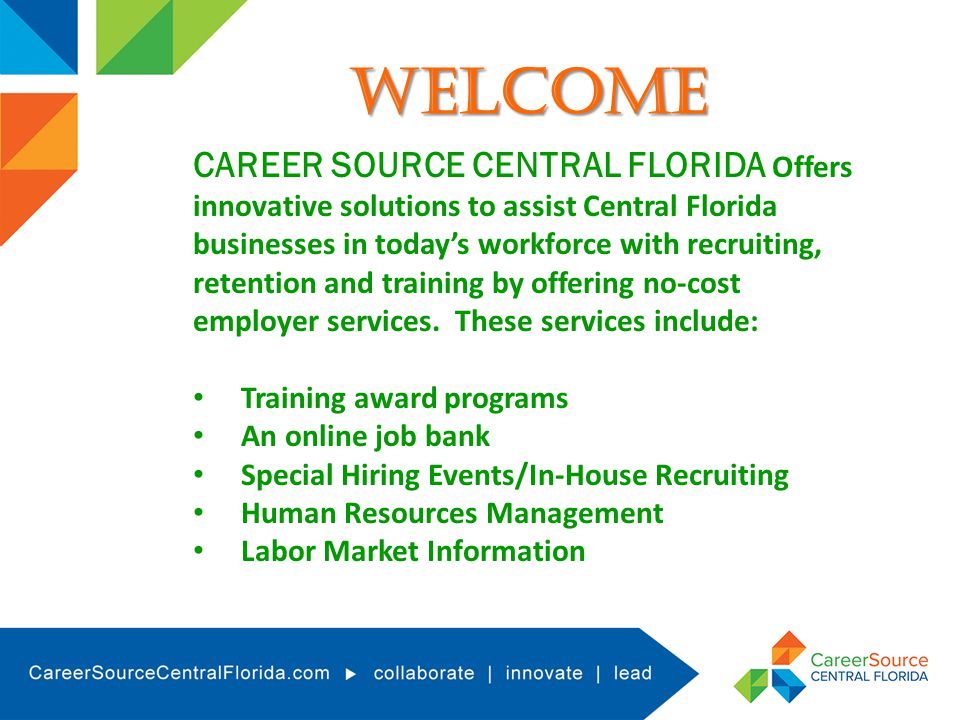 WELCOME
CAREER SOURCE CENTRAL FLORIDA Offers
innovative solutions to assist Central Florida
businesses in today’s workforce with recruiting,
retention and training by offering no-cost
employer services.  These services include:
• Training award programs
• An online job bank
• Special Hiring Events/In-House Recruiting
• Human Resources Management
• Labor Market Information
CareerSourceCentralFlorida.com ▶ collaborate | innovate | lead
CareerSource
CENTRAL FLORIDA